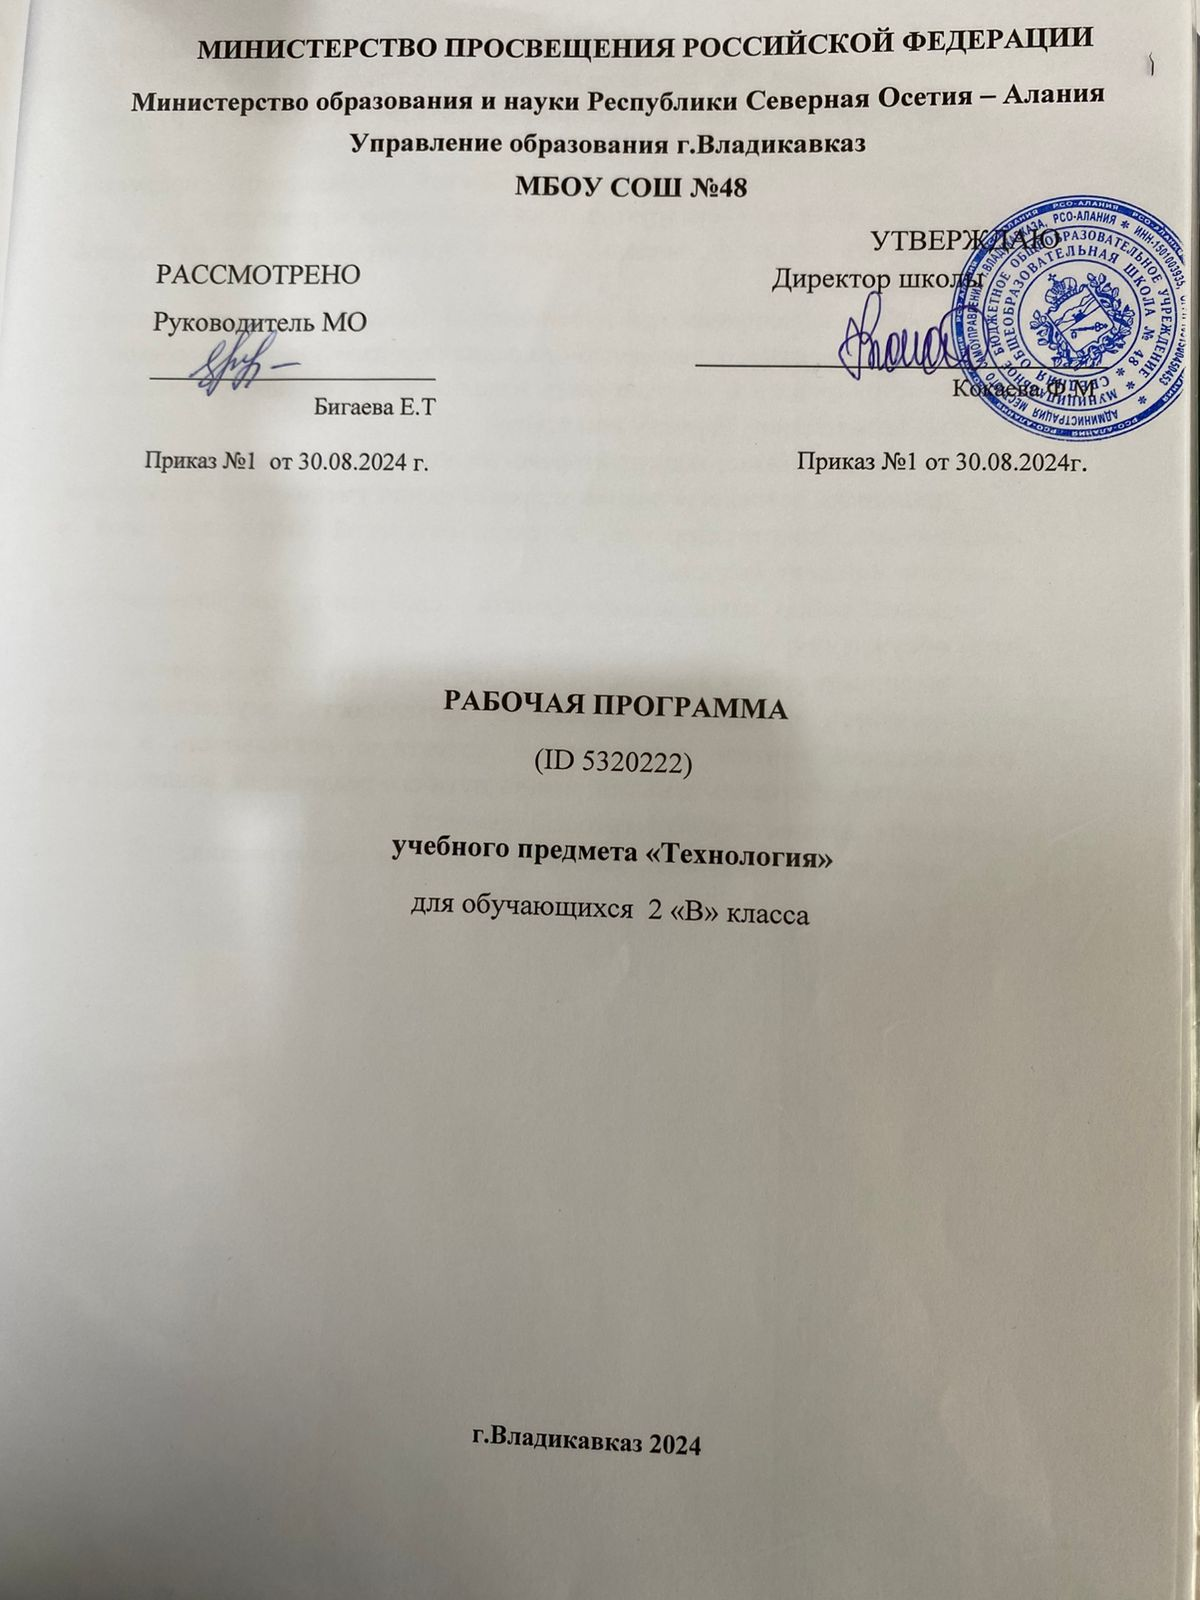 МИНИСТЕРСТВО ПРОСВЕЩЕНИЯ РОССИЙСКОЙ ФЕДЕРАЦИИ
Министерство образования и науки Республики Северная Осетия – Алания
Управление образования г.Владикавказ
МБОУ СОШ №48
РАССМОТРЕНО
Руководитель МО
Бигаева Е.Т
Приказ №1 от 30.08.2024 г.
УТВЕРЖДАЮ
Директор школы
Кокаева Ф.М
Приказ №1 от 30.08.2024г.
РАБОЧАЯ ПРОГРАММА
(ID 5320222)
учебного предмета «Технология»
для обучающихся 2 «В» класса
г.Владикавказ 2024